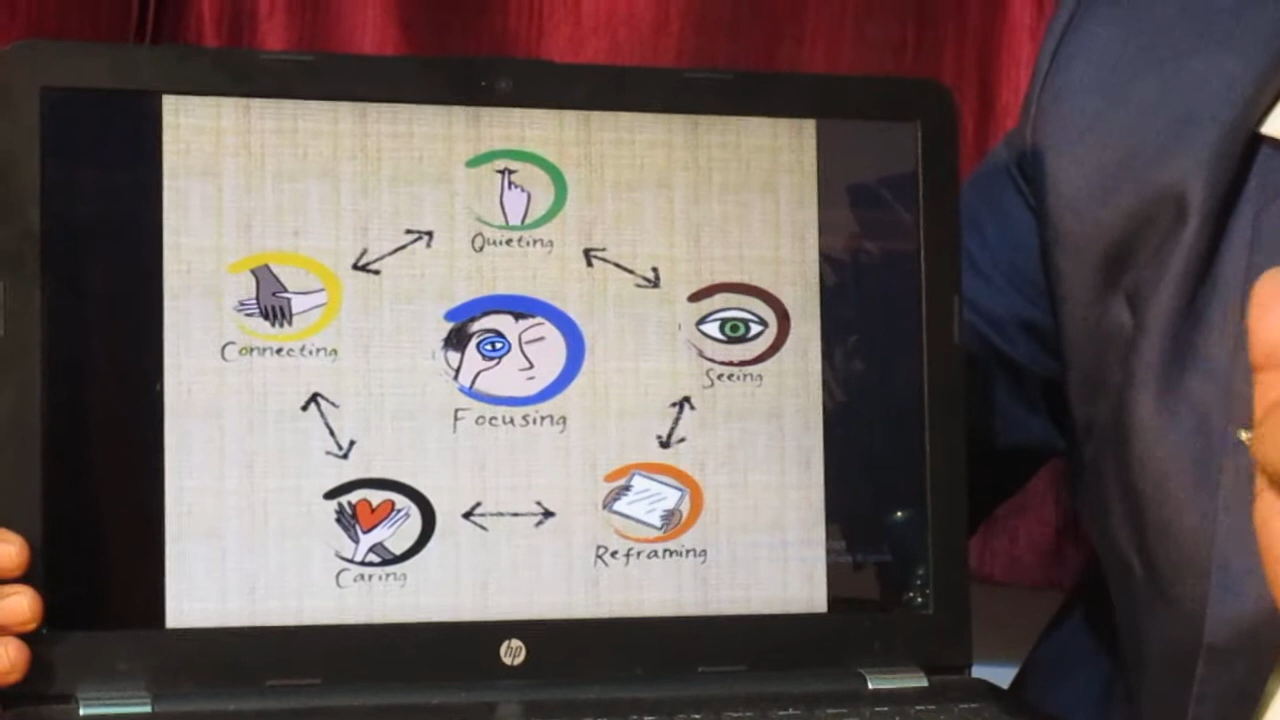 Quieting
Connecting
Seeing
Focusing
Reframing
Caring
hp